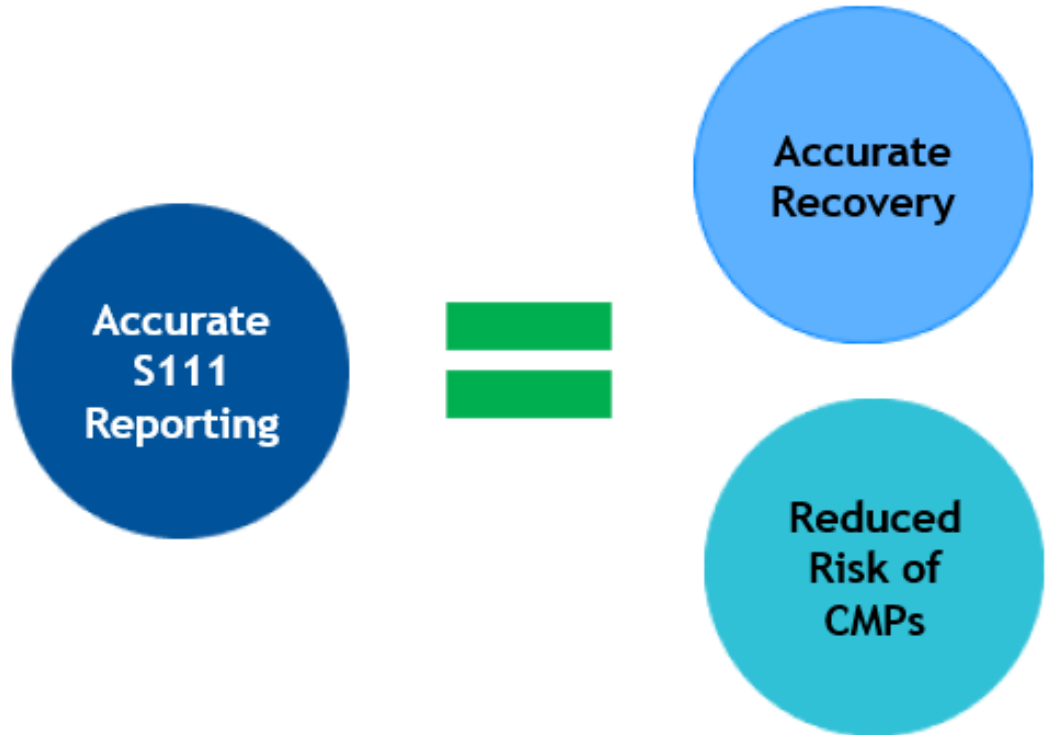 Accurate
S111
Reporting
Accurate
Recovery
Reduced
Risk of
CMPs